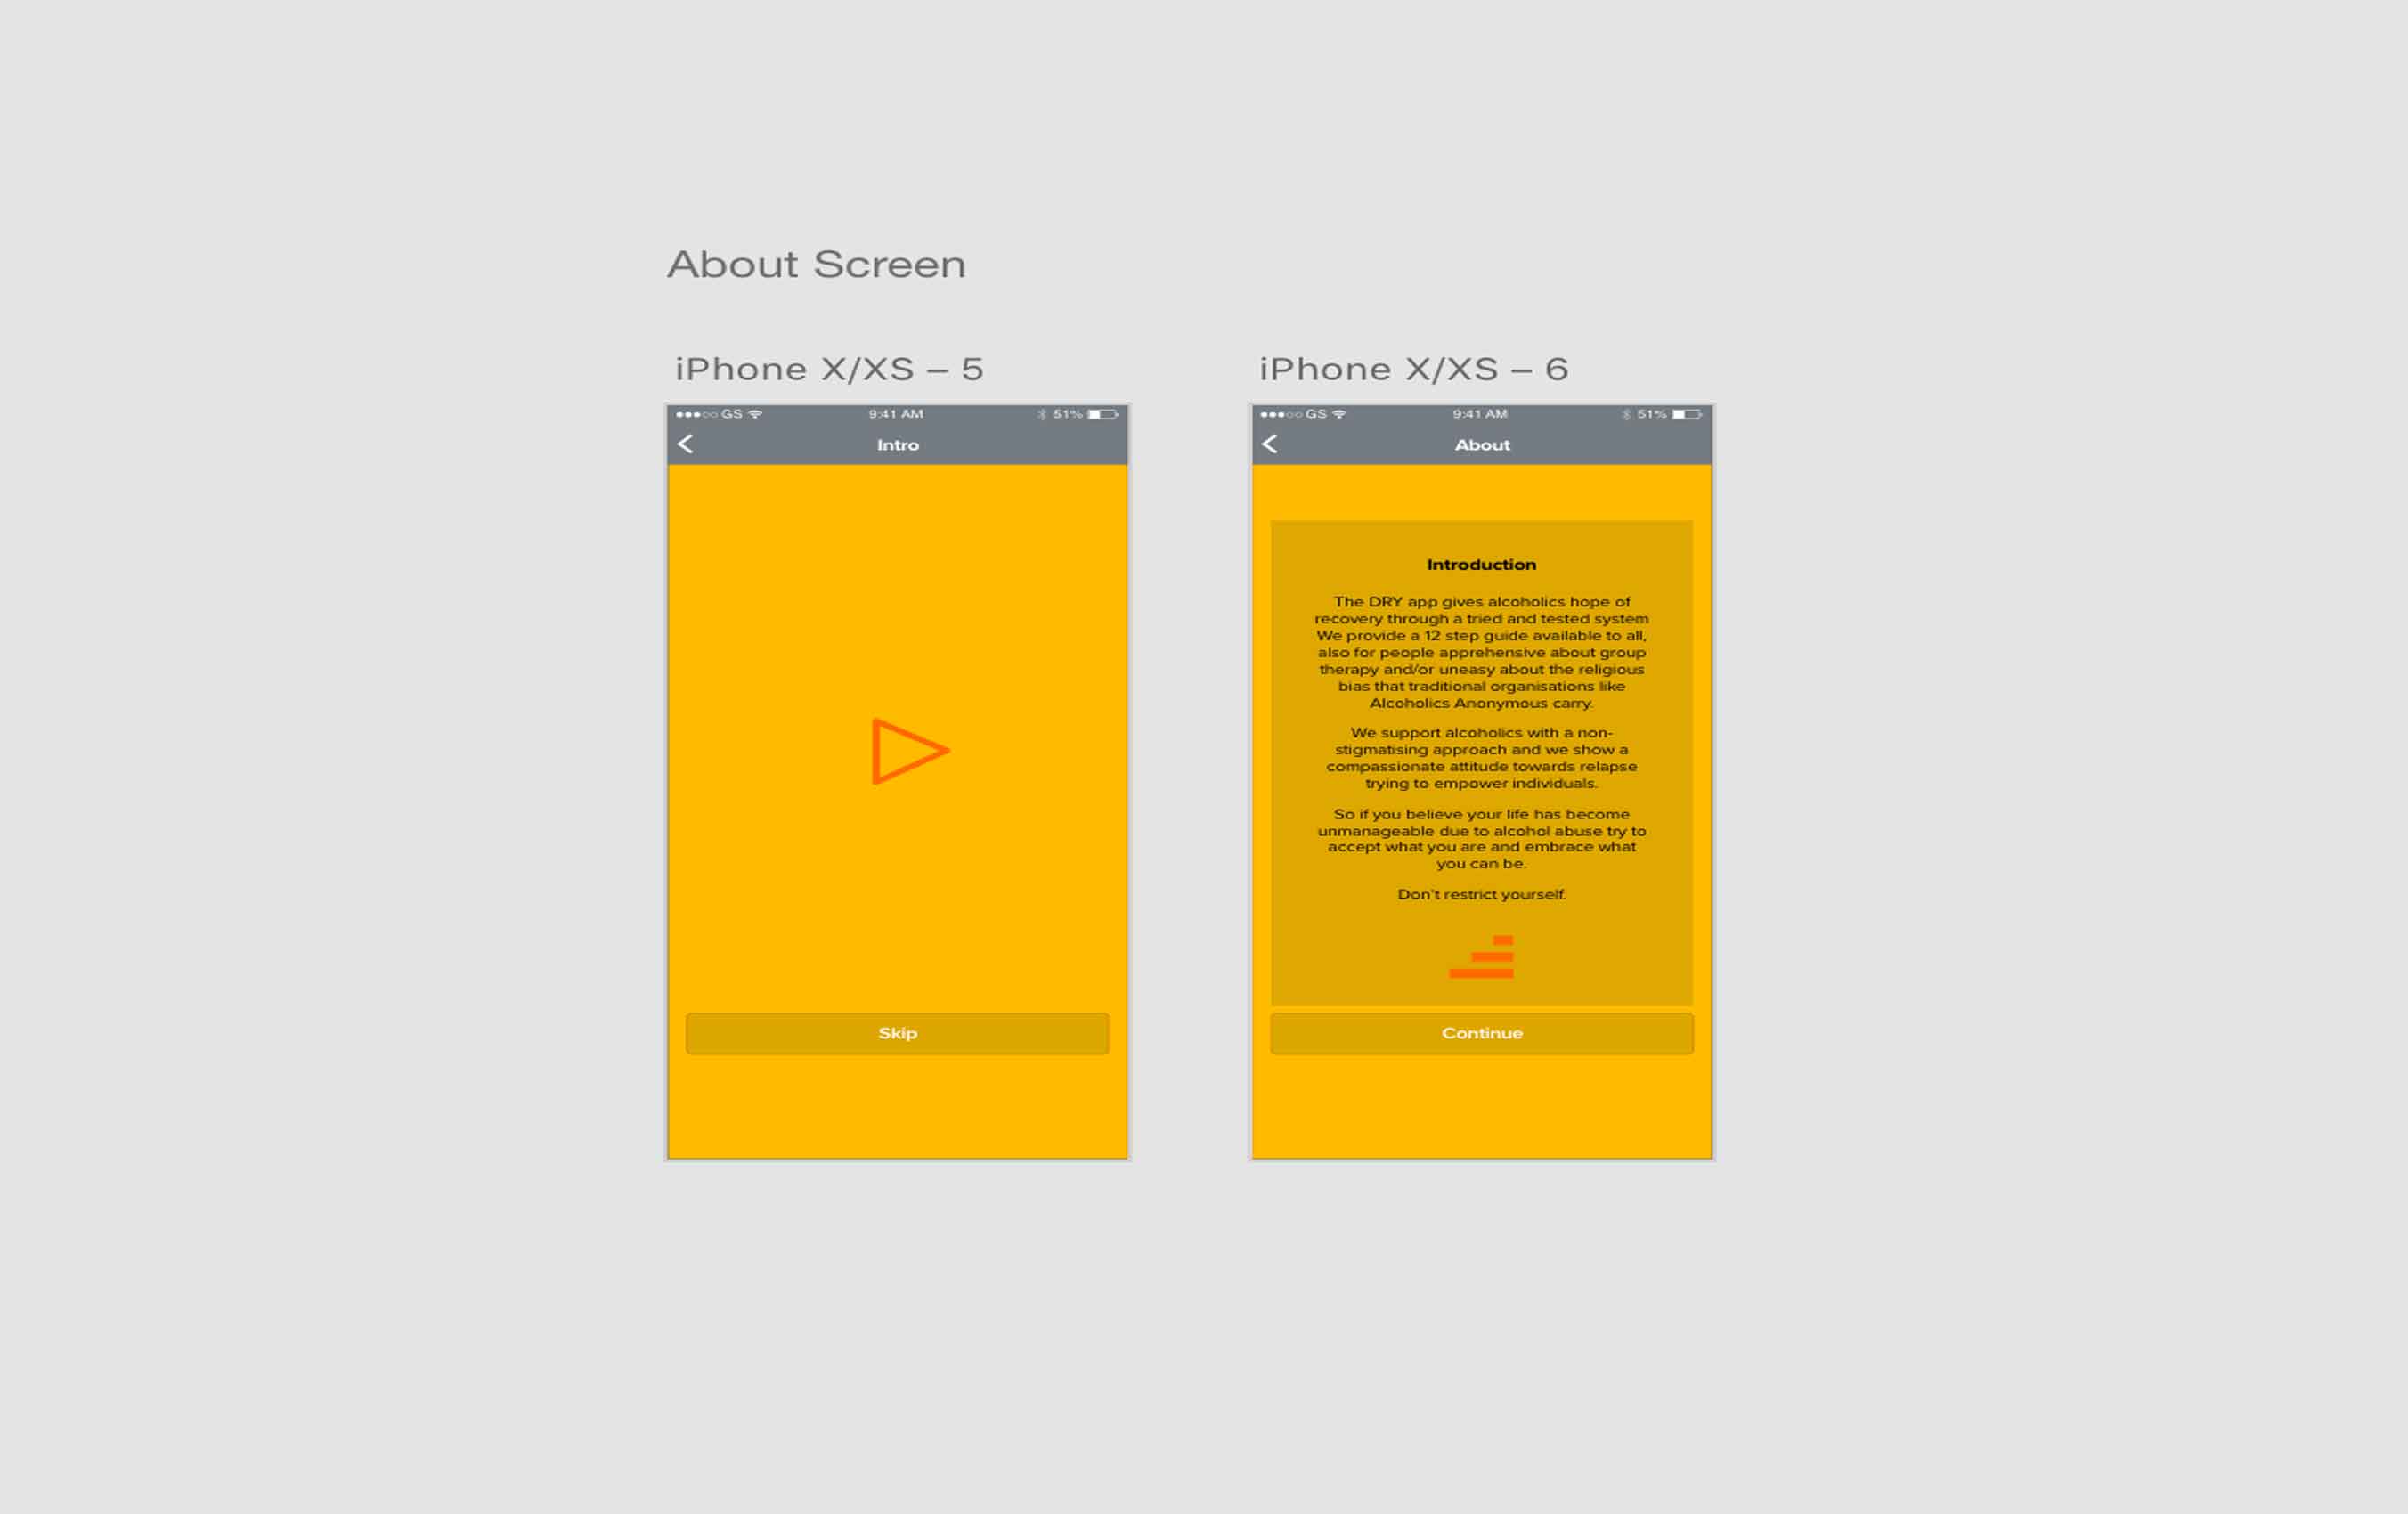 About Screen
iPhone X/XS – 5
GS 9:41 AM 51%
Intro
Skip
iPhone X/XS – 6
GS 9:41 AM 51%
About
Introduction
The DRY app gives alcoholics hope of
recovery through a tried and tested system
We provide a 12 step guide available to all,
also for people apprehensive about group
therapy and/or uneasy about the religious
bias that traditional organisations like
Alcoholics Anonymous carry.
We support alcoholics with a non-
stigmatising approach and we show a
compassionate attitude towards relapse
trying to empower individuals.
So if you believe your life has become
unmanageable due to alcohol abuse try to
accept what you are and embrace what
you can be.
Don't restrict yourself.
Continue